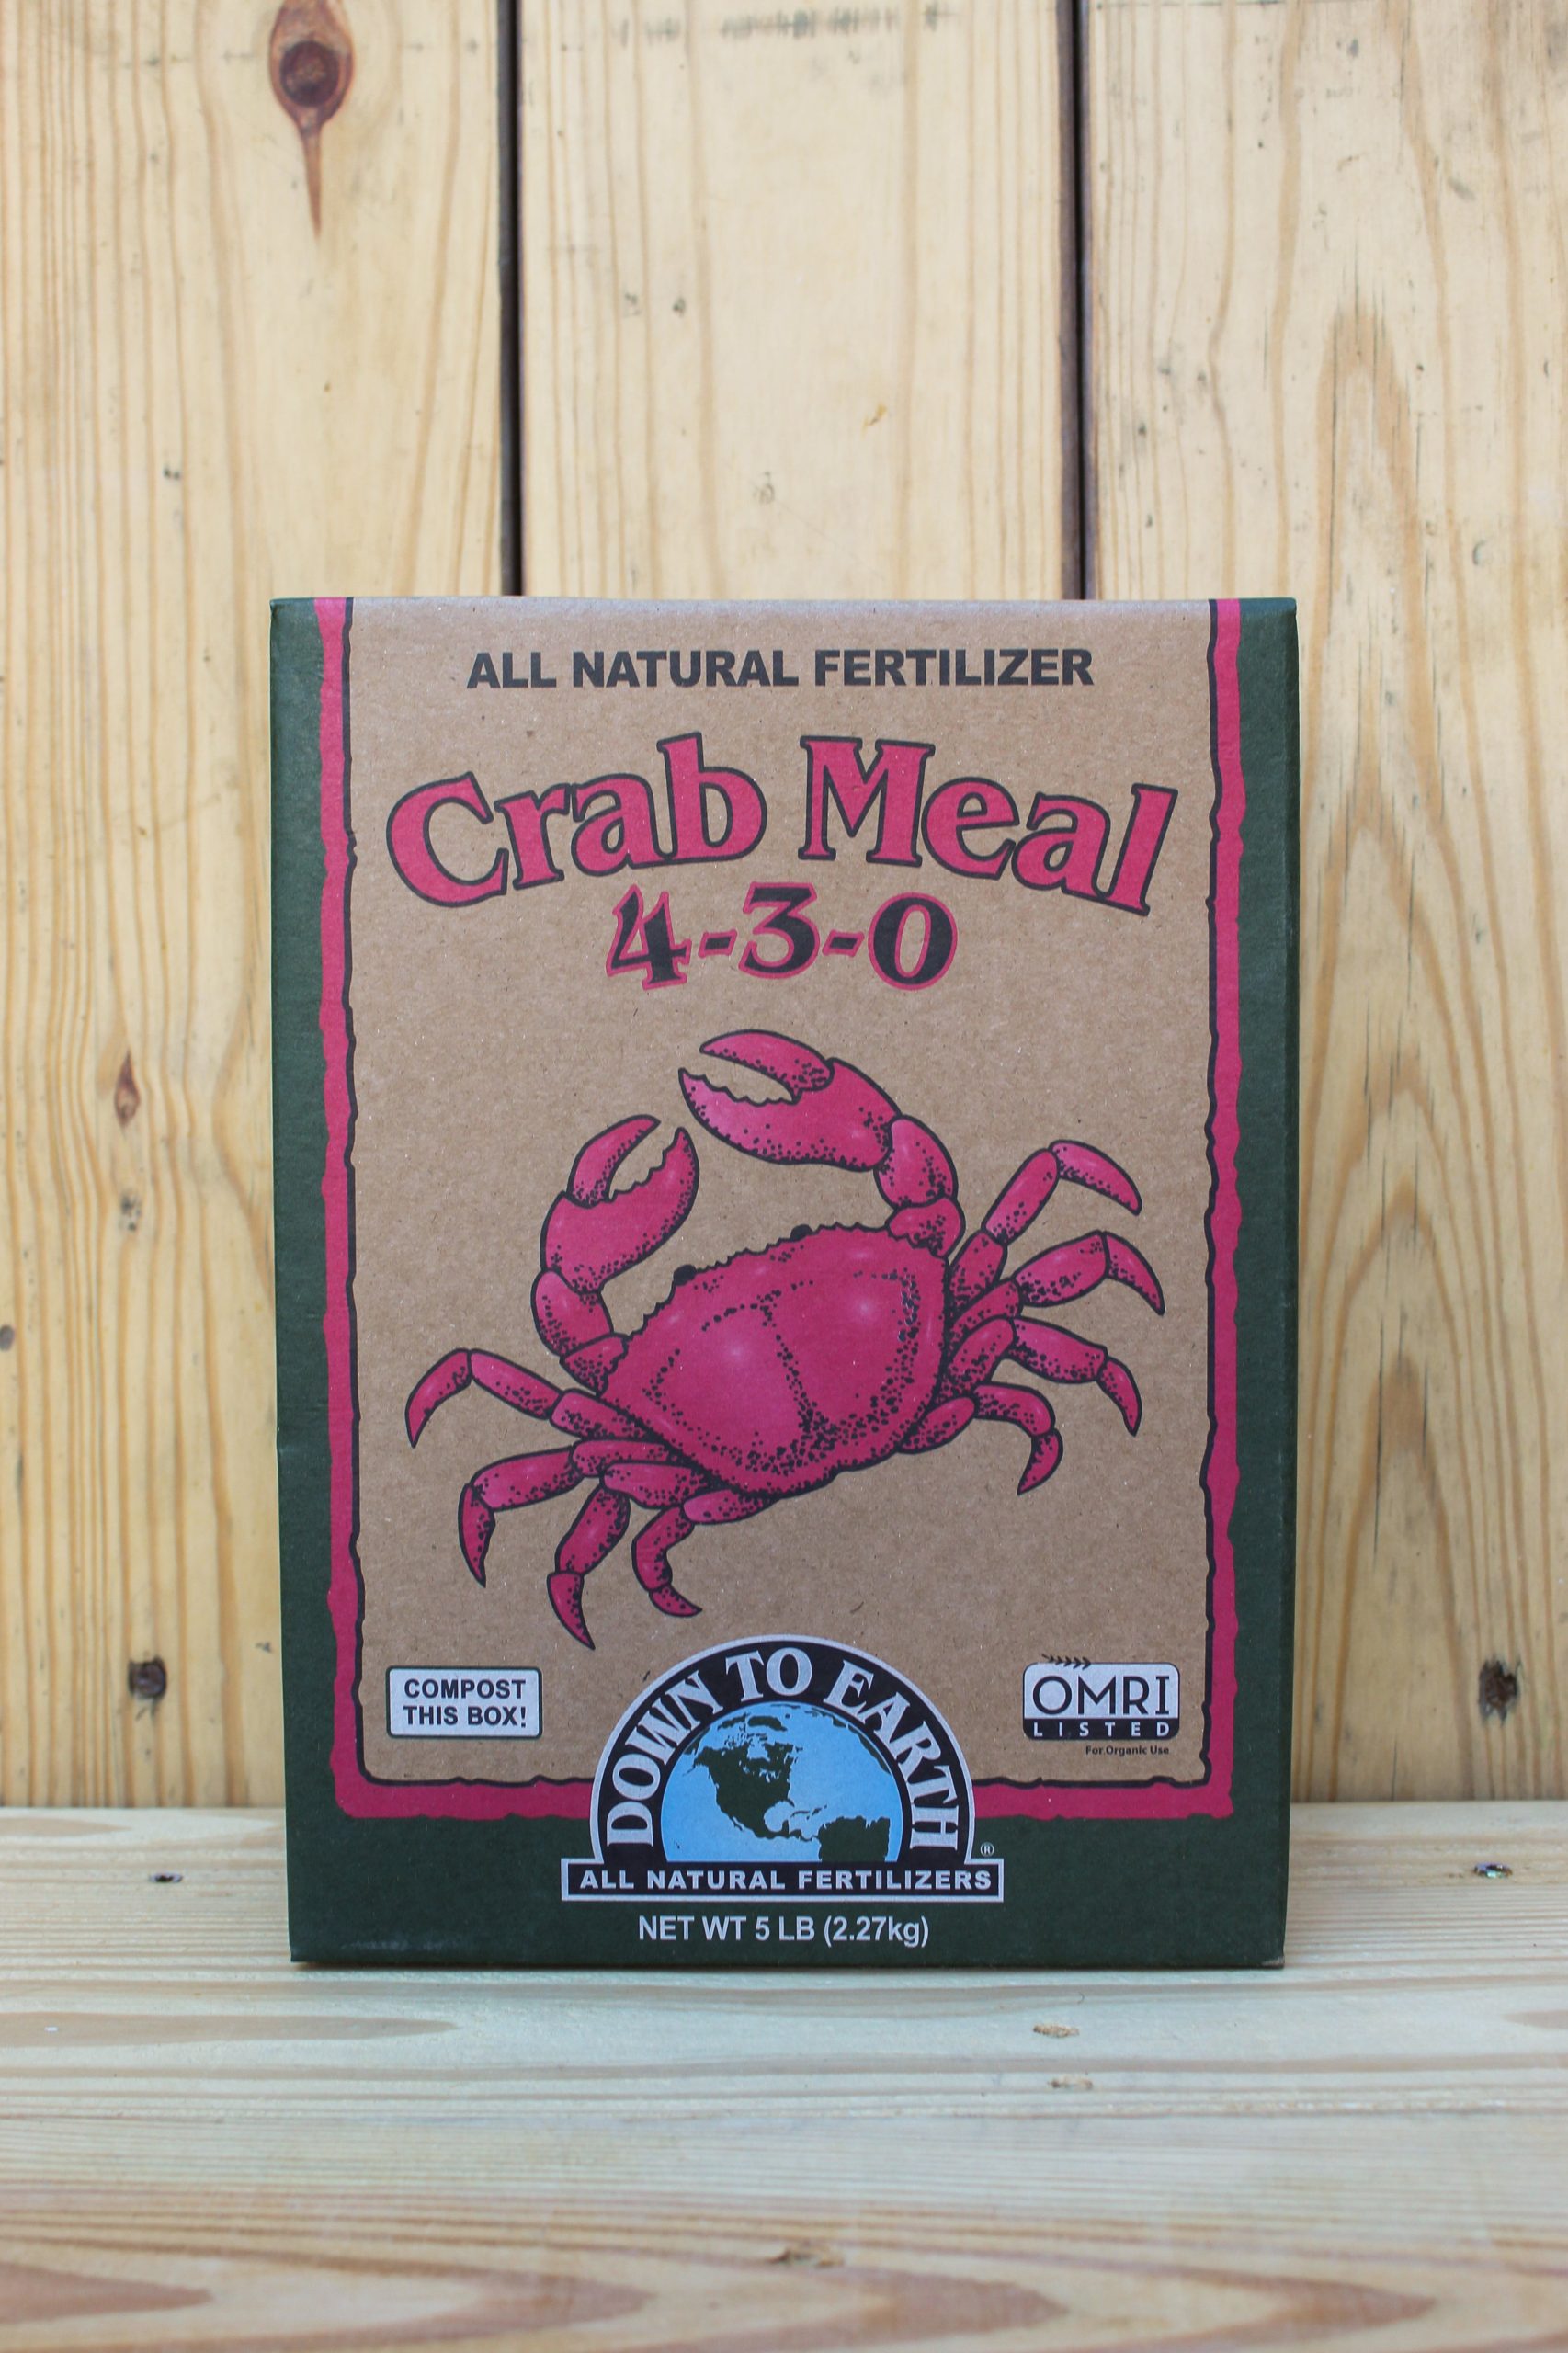 ALL NATURAL FERTILIZER
Crab Meal
4-3-0
COMPOST
THIS BOX!
DOWN TO EARTH
®
ALL NATURAL FERTILIZERS
OMRI
LISTED
For Organic Use
NET WT 5 LB (2.27kg)